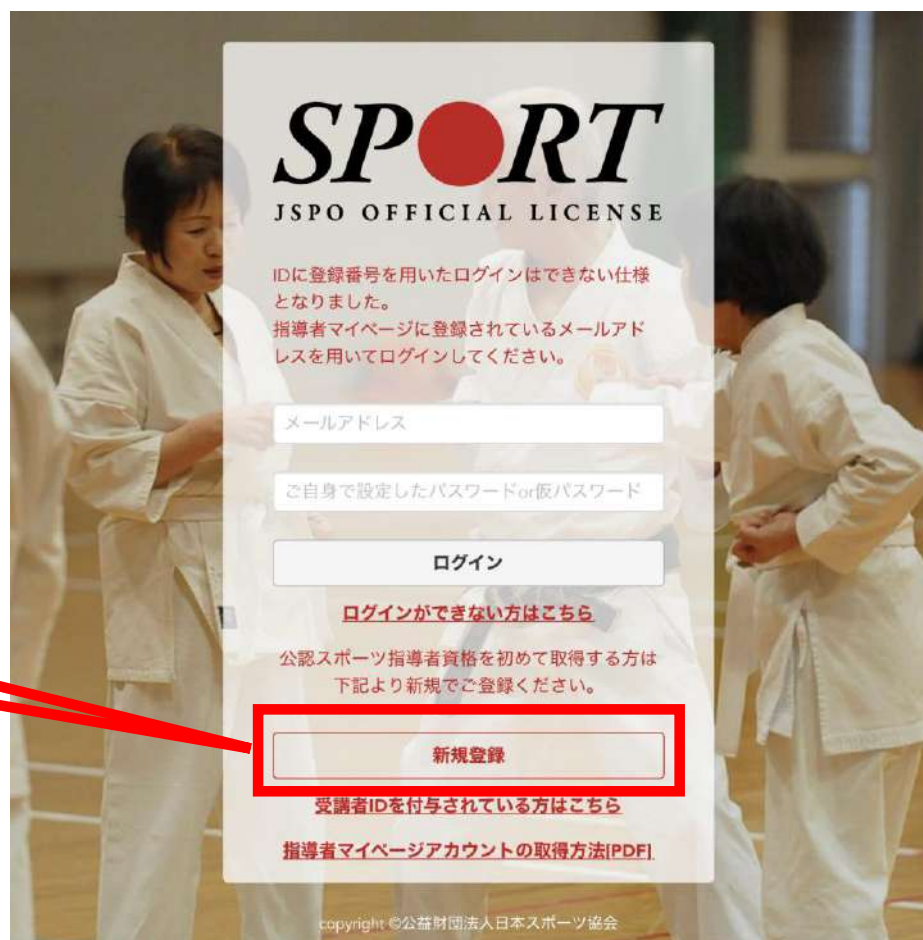 SPORT
JSPO OFFICIAL LICENSE
IDに登録番号を用いたログインはできない仕様
となりました。
指導者マイページに登録されているメールアド
レスを用いてログインしてください。
メールアドレス
ご自身で設定したパスワードor仮パスワード
ログイン
ログインができない方はこちら
公認スポーツ指導者資格を初めて取得する方は
下記より新規でご登録ください。
新規登録
受講者IDを付与されている方はこちら
指導者マイページアカウントの取得方法[PDF]
copyright ©公益財団法人日本スポーツ協会